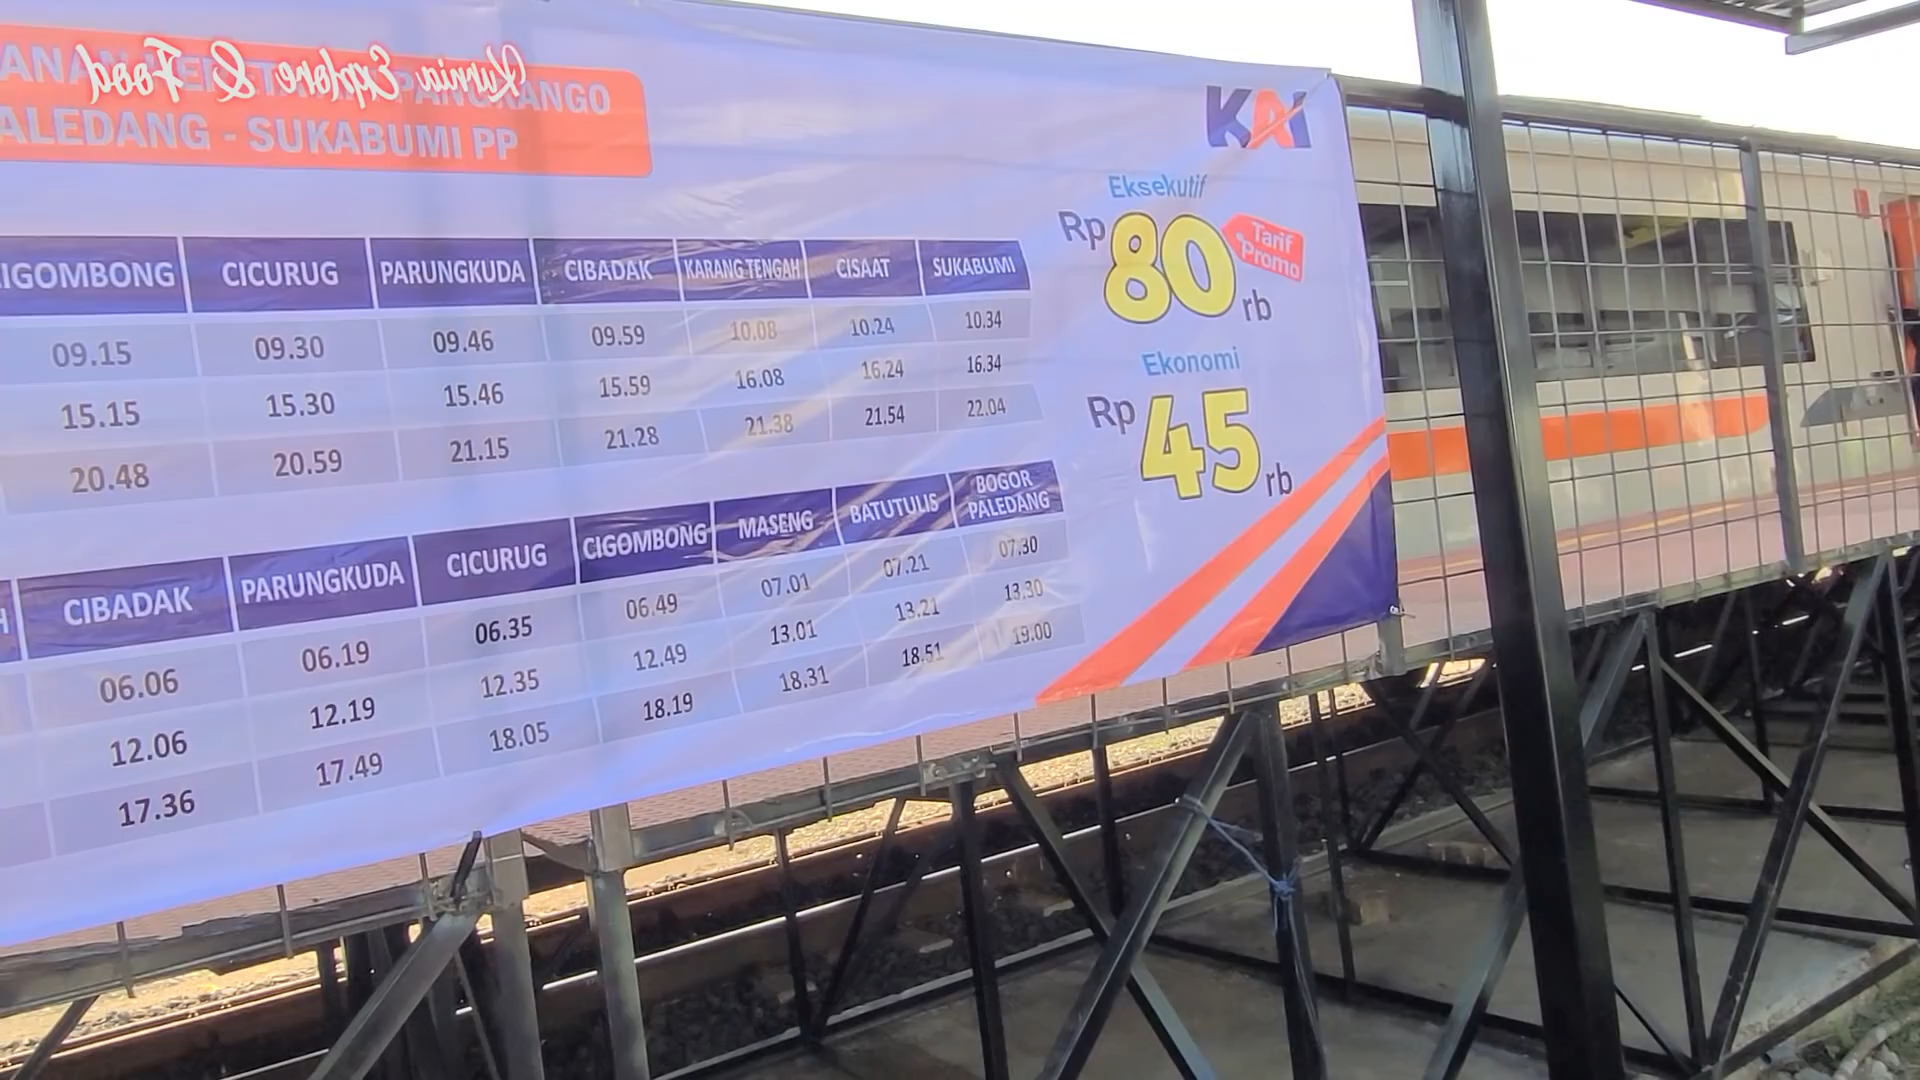 Kurnia Explore & Food
PANGRANGO
ALEDANG - SUKABUMI PP
KAI
Eksekutif
Rp 80 rb
Tarif Promo
Ekonomi
Rp 45 rb
IGOMBONG CICURUG PARUNGKUDA CIBADAK KARANG TENGAH CISAAT SUKABUMI
09.15 09.30 09.46 09.59 10.08 10.24 10.34
15.15 15.30 15.46 15.59 16.08 16.24 16.34
20.48 20.59 21.15 21.28 21.38 21.54 22.04
H CIBADAK PARUNGKUDA CICURUG CIGOMBONG MASENG BATUTULIS BOGOR PALEDANG
06.06 06.19 06.35 06.49 07.01 07.21 07.30
12.06 12.19 12.35 12.49 13.01 13.21 13.30
17.36 17.49 18.05 18.19 18.31 18.51 19.00